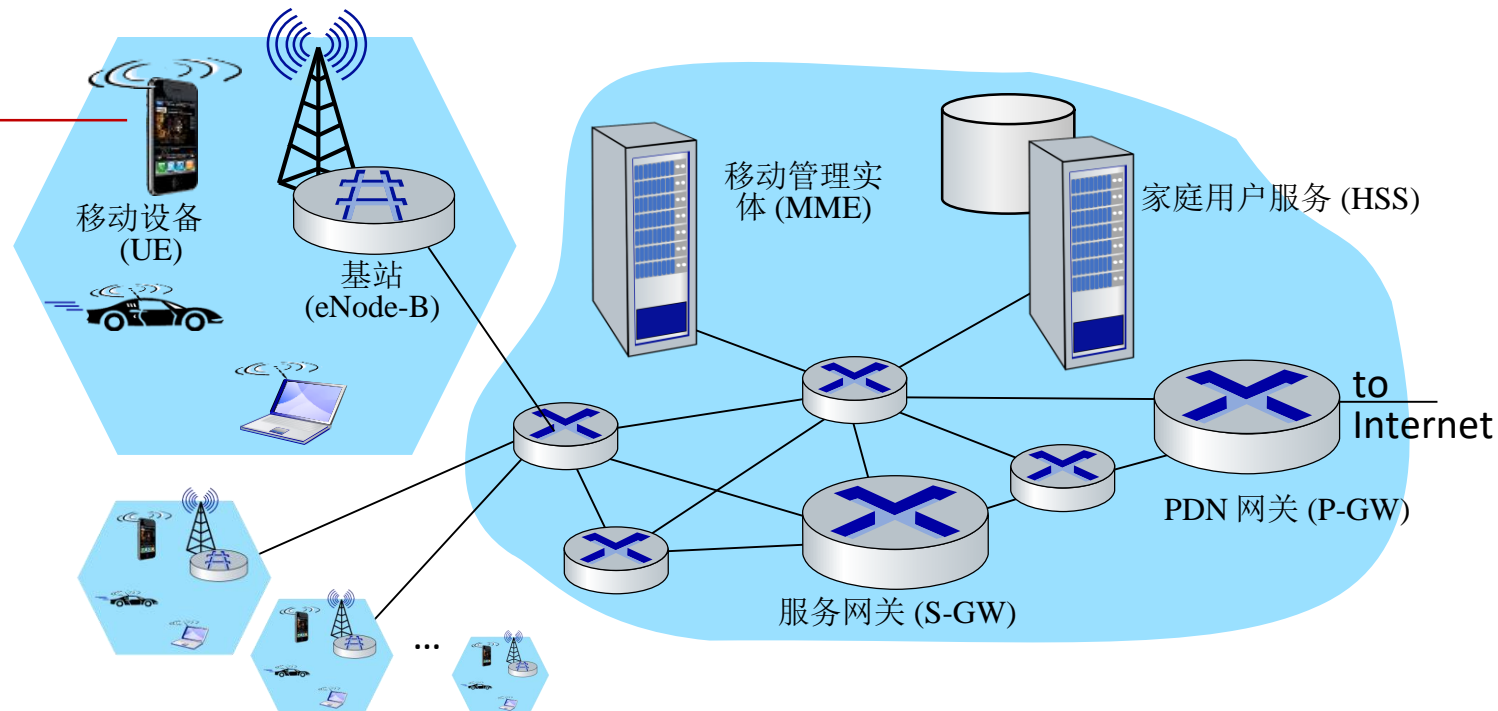 移动设备
(UE)
基站
(eNode-B)
移动管理实
体 (MME)
家庭用户服务 (HSS)
to
Internet
PDN 网关 (P-GW)
服务网关 (S-GW)
...